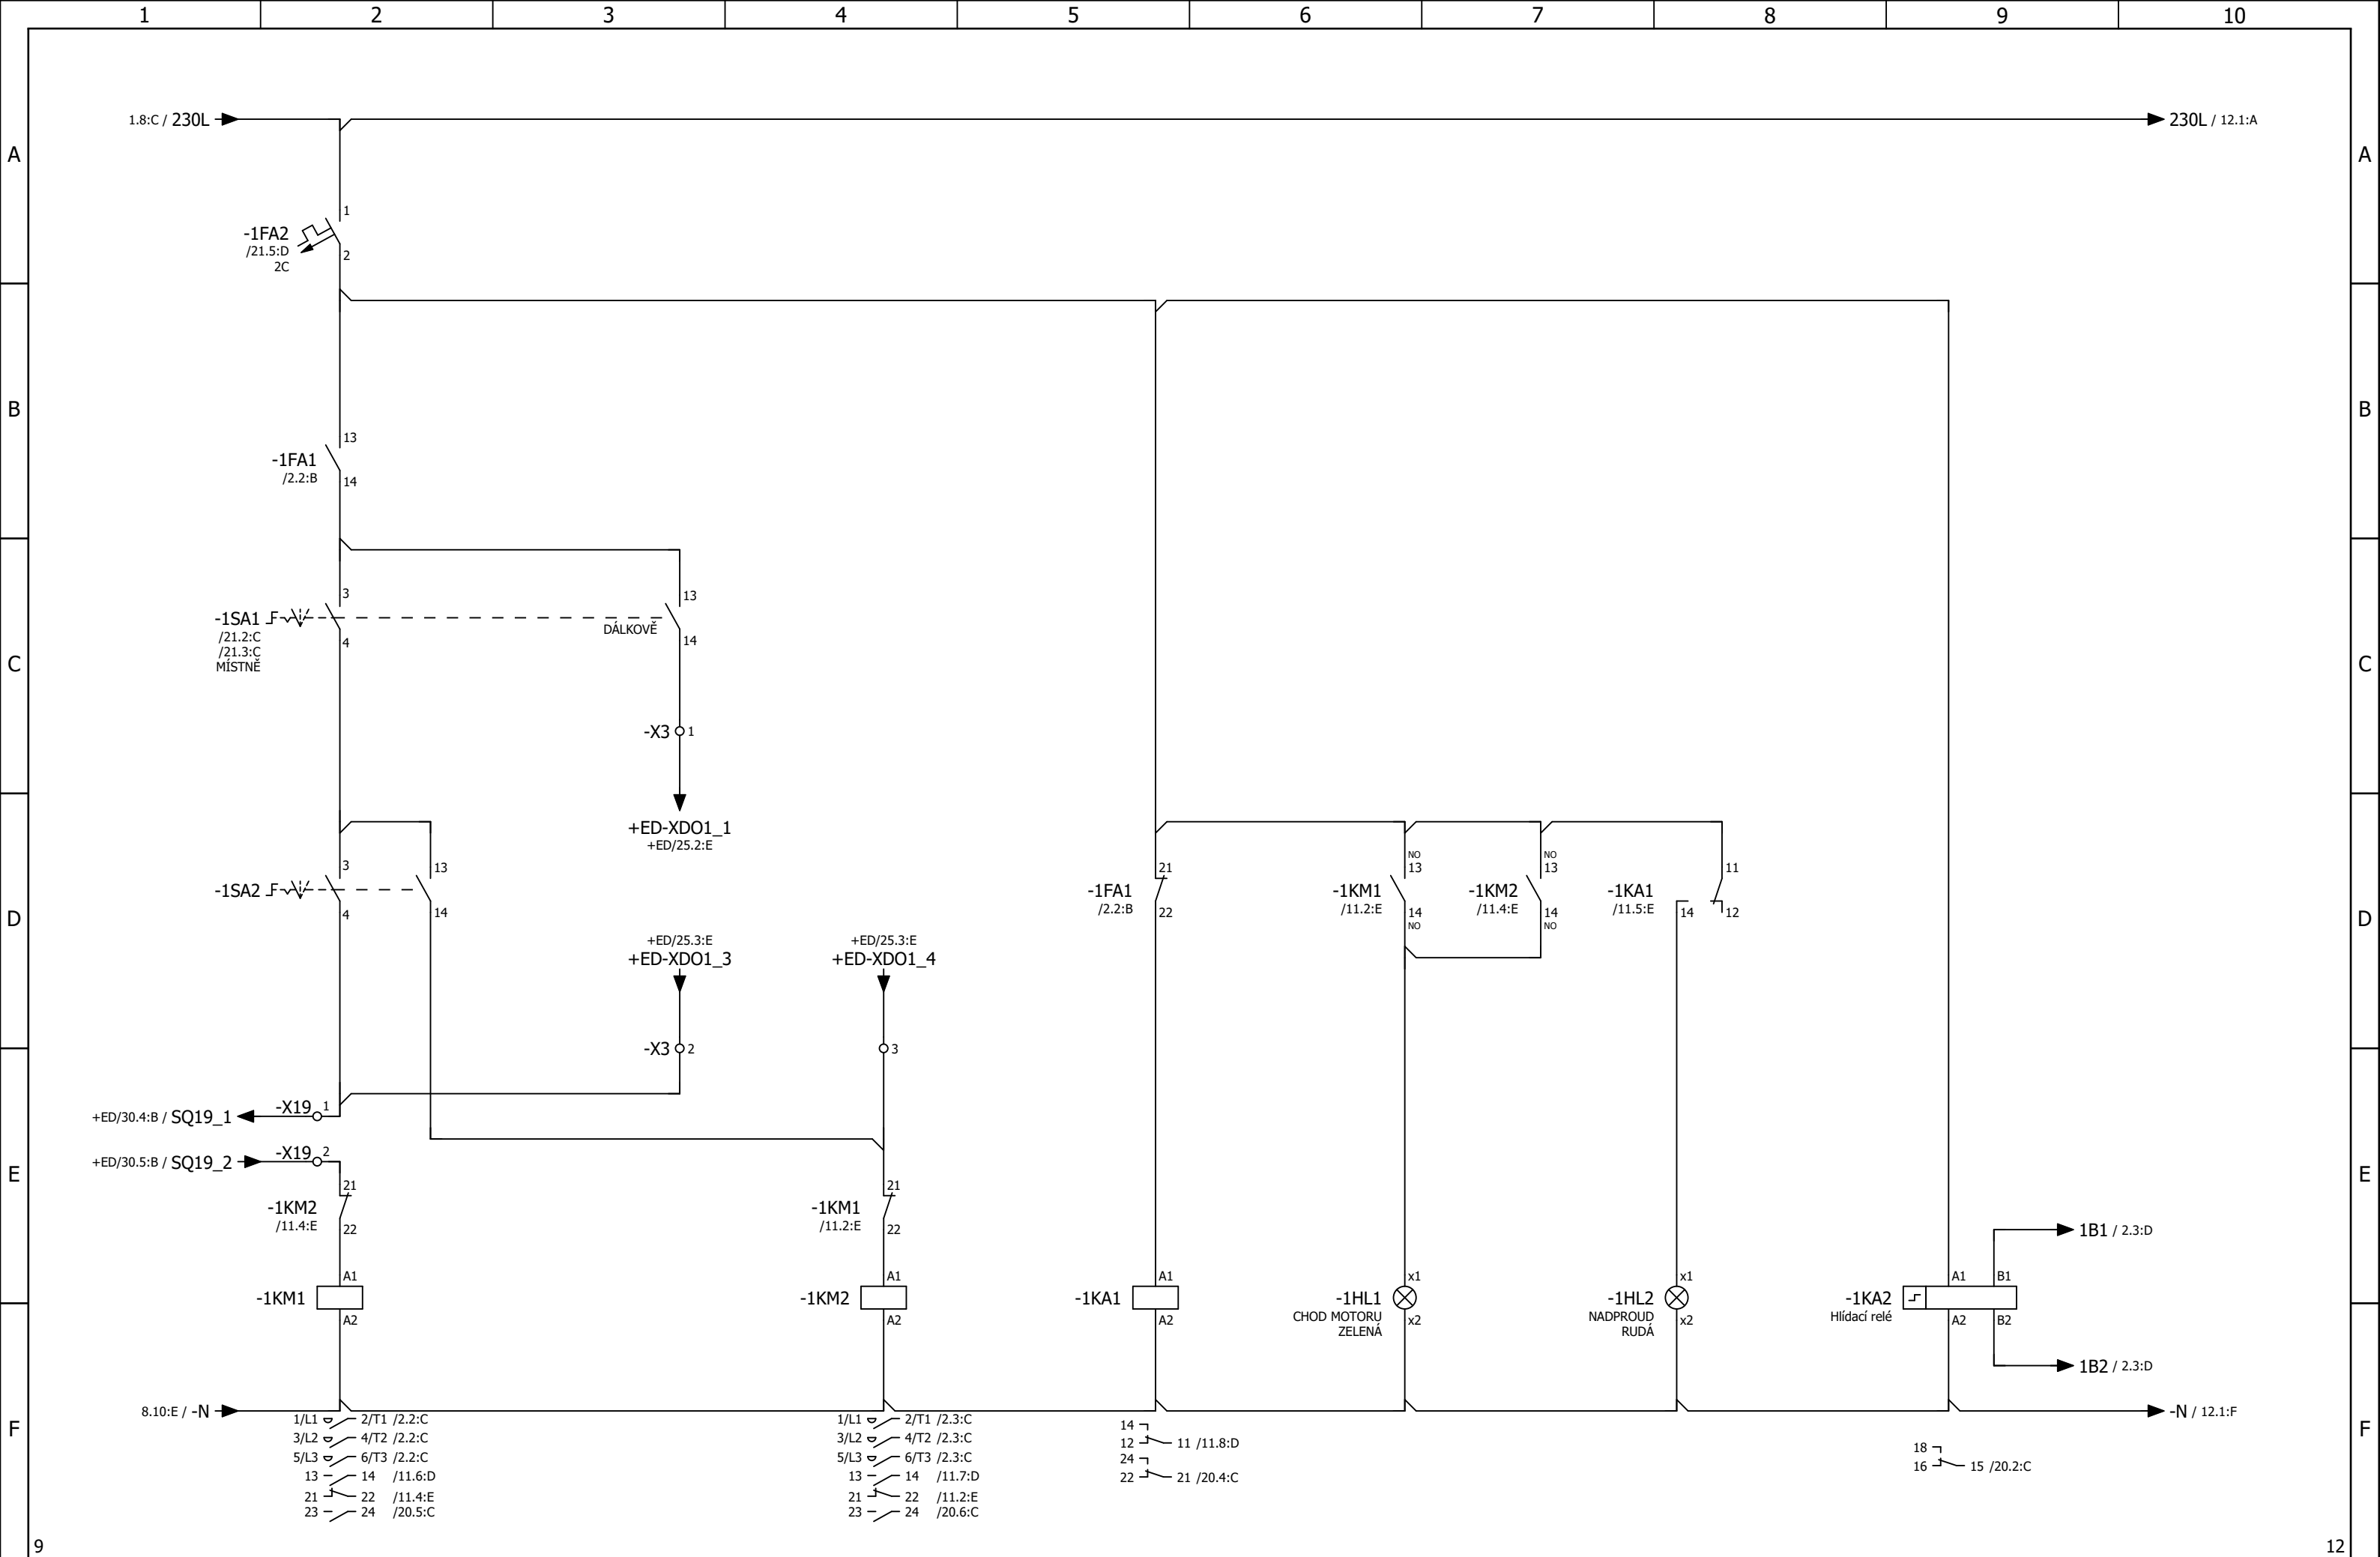 1 2 3 4 5 6 7 8 9 10
1.8:C / 230L
230L / 12.1:A
A A
1
-1FA2
/21.5:D
2C
2
B B
13
-1FA1
/2.2:B
14
3
-1SA1
/21.2:C
/21.3:C
MÍSTNĚ
4
13
DÁLKOVĚ
14
C C
-X3 1
+ED-XDO1_1
+ED/25.2:E
3
-1SA2
4
13
14
21
-1FA1
/2.2:B
22
NO
13
-1KM1
/11.2:E
14
NO
NO
13
-1KM2
/11.4:E
14
NO
11
-1KA1
/11.5:E
14 12
D D
+ED/25.3:E
+ED-XDO1_3
+ED/25.3:E
+ED-XDO1_4
-X3 2
3
+ED/30.4:B / SQ19_1
-X19 1
+ED/30.5:B / SQ19_2
-X19 2
E E
21
-1KM2
/11.4:E
22
21
-1KM1
/11.2:E
22
1B1 / 2.3:D
A1
-1KM1
A2
A1
-1KM2
A2
A1
-1KA1
A2
x1
-1HL1
CHOD MOTORU
ZELENÁ
x2
x1
-1HL2
NADPROUD
RUDÁ
x2
A1 B1
-1KA2
Hlídací relé
A2 B2
1B2 / 2.3:D
8.10:E / -N
-N / 12.1:F
F F
1/L1 2/T1 /2.2:C
3/L2 4/T2 /2.2:C
5/L3 6/T3 /2.2:C
13 14 /11.6:D
21 22 /11.4:E
23 24 /20.5:C
1/L1 2/T1 /2.3:C
3/L2 4/T2 /2.3:C
5/L3 6/T3 /2.3:C
13 14 /11.7:D
21 22 /11.2:E
23 24 /20.6:C
14
12 11 /11.8:D
24
22 21 /20.4:C
18
16 15 /20.2:C
9
12